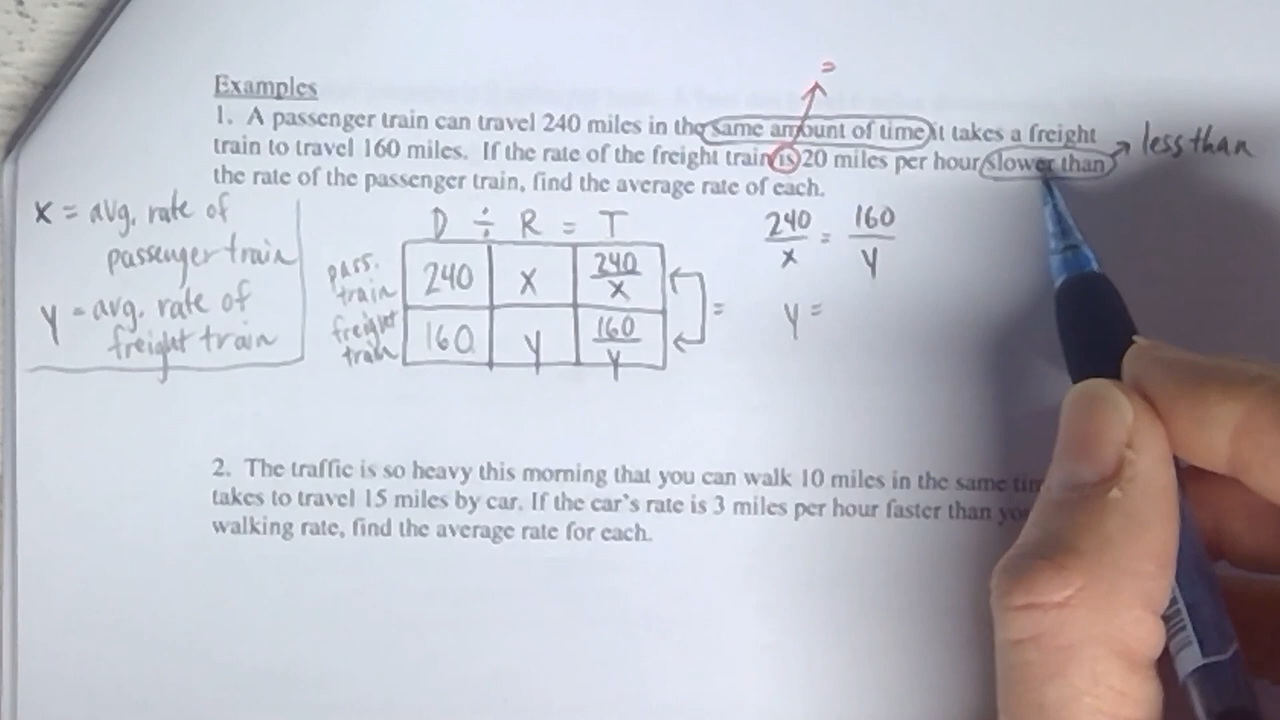 Examples
=
1. A passenger train can travel 240 miles in the same amount of time it takes a freight
train to travel 160 miles. If the rate of the freight train is 20 miles per hour slower than
less than
the rate of the passenger train, find the average rate of each.
x = avg. rate of
passenger train
y = avg. rate of
freight train
D ÷ R = T
pass. train 240 x 240/x
freight train 160 y 160/y
=
240/x = 160/y
y =
2. The traffic is so heavy this morning that you can walk 10 miles in the same
takes to travel 15 miles by car. If the car's rate is 3 miles per hour faster than
walking rate, find the average rate for each.